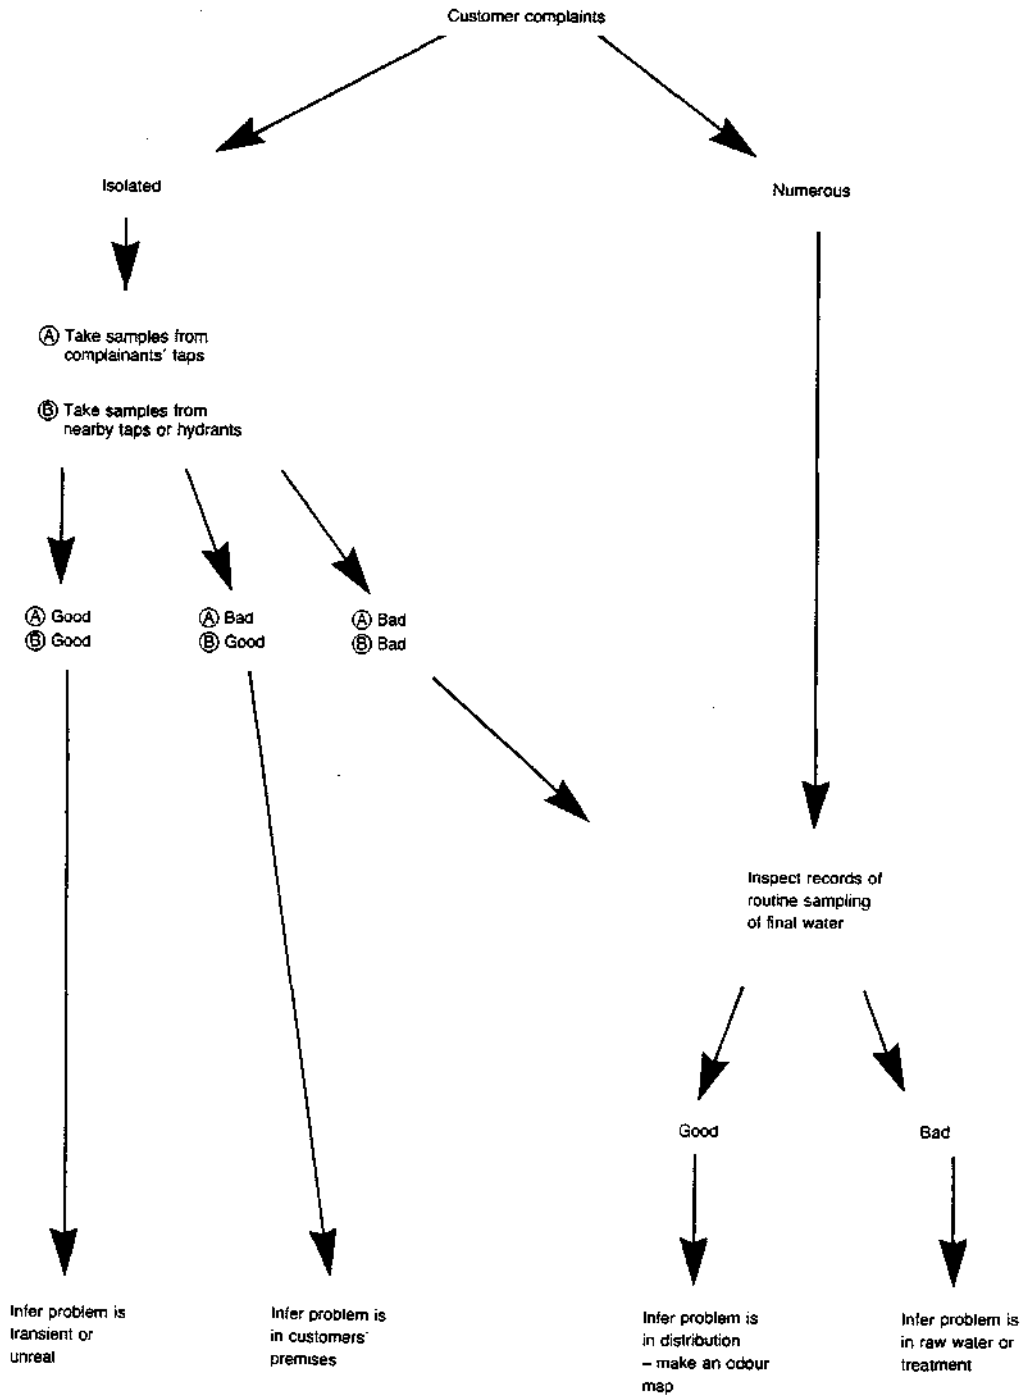 Customer complaints
Isolated
Numerous
Ⓐ Take samples from
complainants' taps
Ⓑ Take samples from
nearby taps or hydrants
Ⓐ Good
Ⓑ Good
Ⓐ Bad
Ⓑ Good
Ⓐ Bad
Ⓑ Bad
Inspect records of
routine sampling
of final water
Good
Bad
Infer problem is
transient or
unreal
Infer problem is
in customers'
premises
Infer problem is
in distribution
– make an odour
map
Infer problem is
in raw water or
treatment